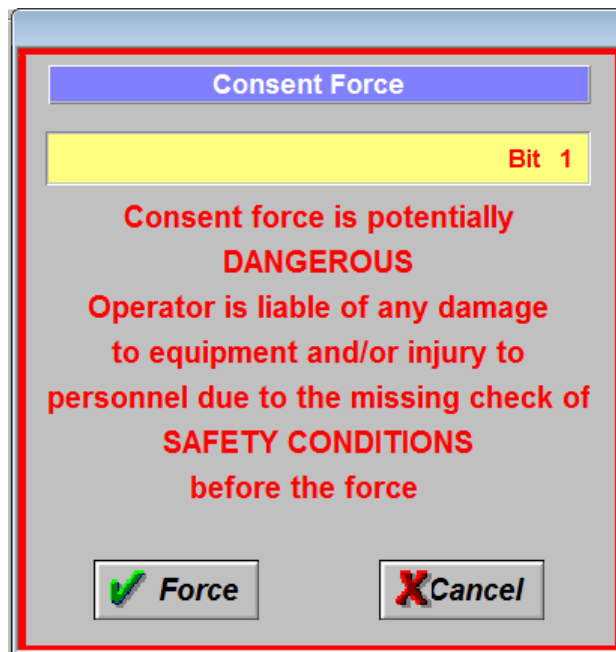 Consent Force
Bit 1
Consent force is potentially
DANGEROUS
Operator is liable of any damage
to equipment and/or injury to
personnel due to the missing check of
SAFETY CONDITIONS
before the force
Force
Cancel